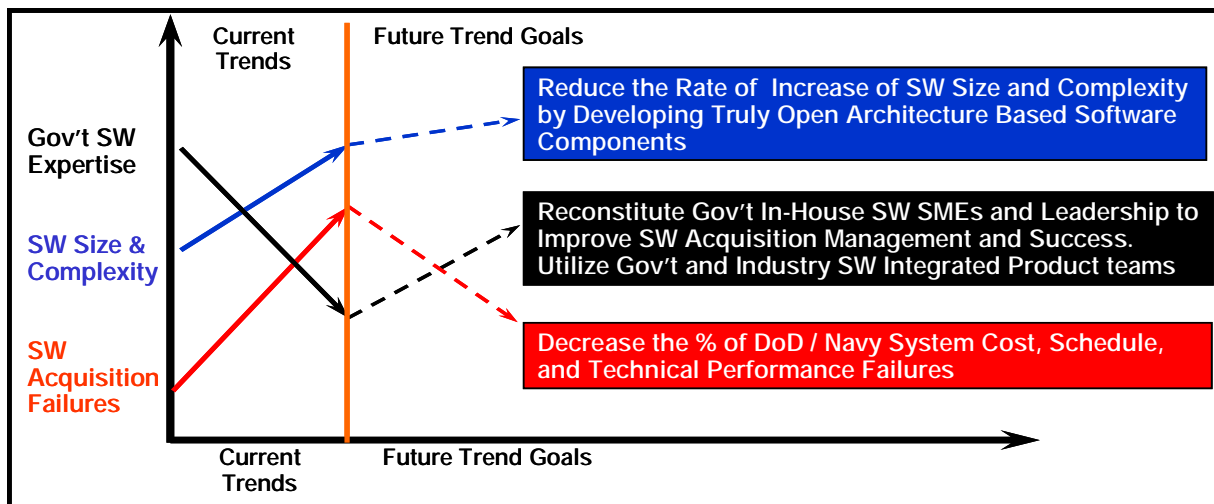 Current
Trends
Future Trend Goals
Gov't SW
Expertise
SW Size &
Complexity
SW
Acquisition
Failures
Reduce the Rate of Increase of SW Size and Complexity
by Developing Truly Open Architecture Based Software
Components
Reconstitute Gov't In-House SW SMEs and Leadership to
Improve SW Acquisition Management and Success.
Utilize Gov't and Industry SW Integrated Product teams
Decrease the % of DoD / Navy System Cost, Schedule,
and Technical Performance Failures
Current
Trends
Future Trend Goals